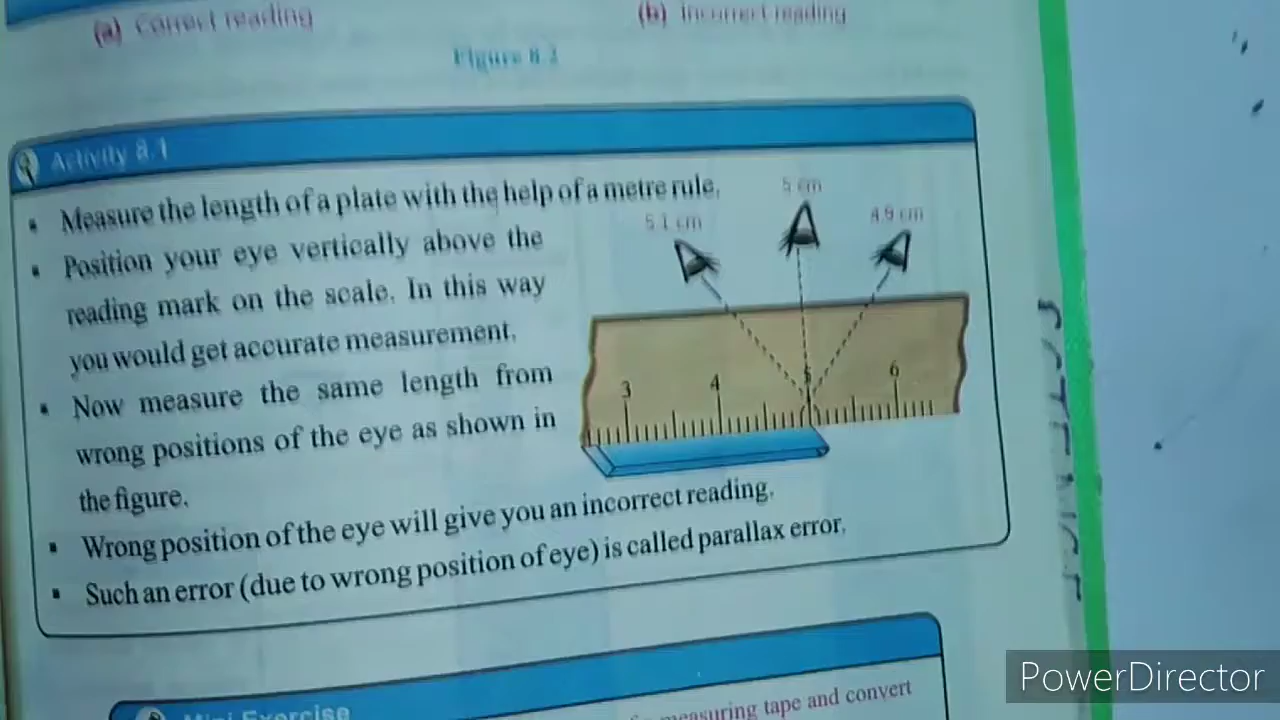 (a) Correct reading
(b) Incorrect reading
Figure 8.2
Activity 8.1
▪ Measure the length of a plate with the help of a metre rule.
▪ Position your eye vertically above the
reading mark on the scale. In this way
you would get accurate measurement.
▪ Now measure the same length from
wrong positions of the eye as shown in
the figure.
▪ Wrong position of the eye will give you an incorrect reading.
▪ Such an error (due to wrong position of eye) is called parallax error.
5.1 cm
5 cm
4.9 cm
3 4 5 6
Mini Exercise
measuring tape and convert
PowerDirector